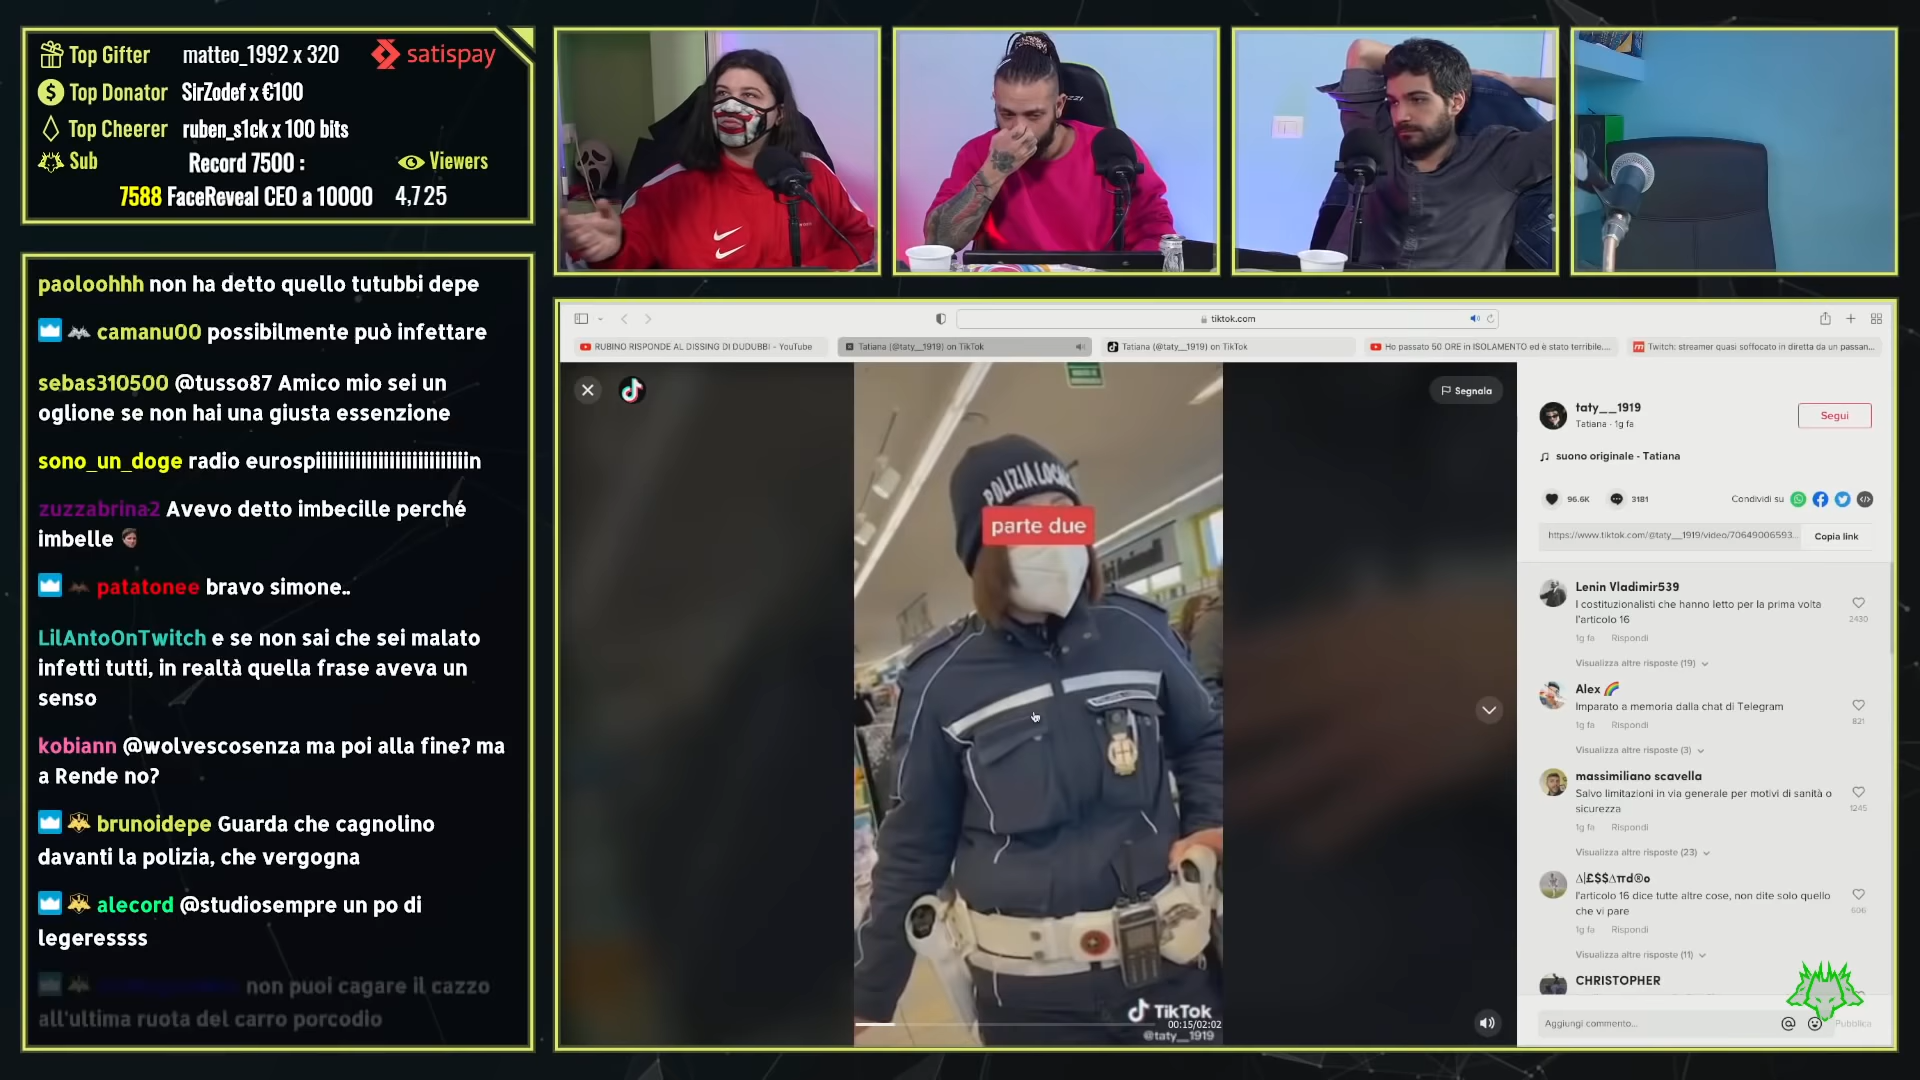 Top Gifter matteo_1992 x 320 satispay
Top Donator SirZodef x €100
Top Cheerer ruben_s1ck x 100 bits
Sub Record 7500 : Viewers
7588 FaceReveal CEO a 10000 4,725
paoloohhh non ha detto quello tutubbi depe
camanu00 possibilmente può infettare
sebas310500 @tusso87 Amico mio sei un
oglione se non hai una giusta essenzione
sono_un_doge radio eurospiiiiiiiiiiiiiiiiiiiiiiiiiiin
zuzzabrina2 Avevo detto imbecille perché
imbelle
patatonee bravo simone..
LilAntoOnTwitch e se non sai che sei malato
infetti tutti, in realtà quella frase aveva un
senso
kobiann @wolvescosenza ma poi alla fine? ma
a Rende no?
brunoidepe Guarda che cagnolino
davanti la polizia, che vergogna
alecord @studiosempre un po di
legeressss
non puoi cagare il cazzo
all'ultima ruota del carro porcodio
tiktok.com
RUBINO RISPONDE AL DISSING DI DUDUBBI - YouTube
Tatiana (@taty__1919) on TikTok
Tatiana (@taty__1919) on TikTok
Ho passato 50 ORE in ISOLAMENTO ed è stato terribile....
Twitch: streamer quasi soffocato in diretta da un passan...
Segnala
POLIZIA LOCAL
parte due
TikTok
00:15/02:02
@taty__1919
taty__1919
Tatiana · 1g fa
Segui
suono originale - Tatiana
96.6K 3181 Condividi su
https://www.tiktok.com/@taty__1919/video/70649006593... Copia link
Lenin Vladimir539
I costituzionalisti che hanno letto per la prima volta
l'articolo 16
2430
1g fa Rispondi
Visualizza altre risposte (19)
Alex
Imparato a memoria dalla chat di Telegram
821
1g fa Rispondi
Visualizza altre risposte (3)
massimiliano scavella
Salvo limitazioni in via generale per motivi di sanità o
sicurezza
1245
1g fa Rispondi
Visualizza altre risposte (23)
∆|£$$∆πd®o
l'articolo 16 dice tutte altre cose, non dite solo quello
che vi pare
606
1g fa Rispondi
Visualizza altre risposte (11)
CHRISTOPHER
Aggiungi commento...
Pubblica